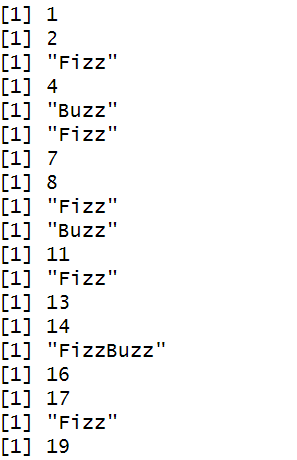 [1] 1
[1] 2
[1] "Fizz"
[1] 4
[1] "Buzz"
[1] "Fizz"
[1] 7
[1] 8
[1] "Fizz"
[1] "Buzz"
[1] 11
[1] "Fizz"
[1] 13
[1] 14
[1] "FizzBuzz"
[1] 16
[1] 17
[1] "Fizz"
[1] 19